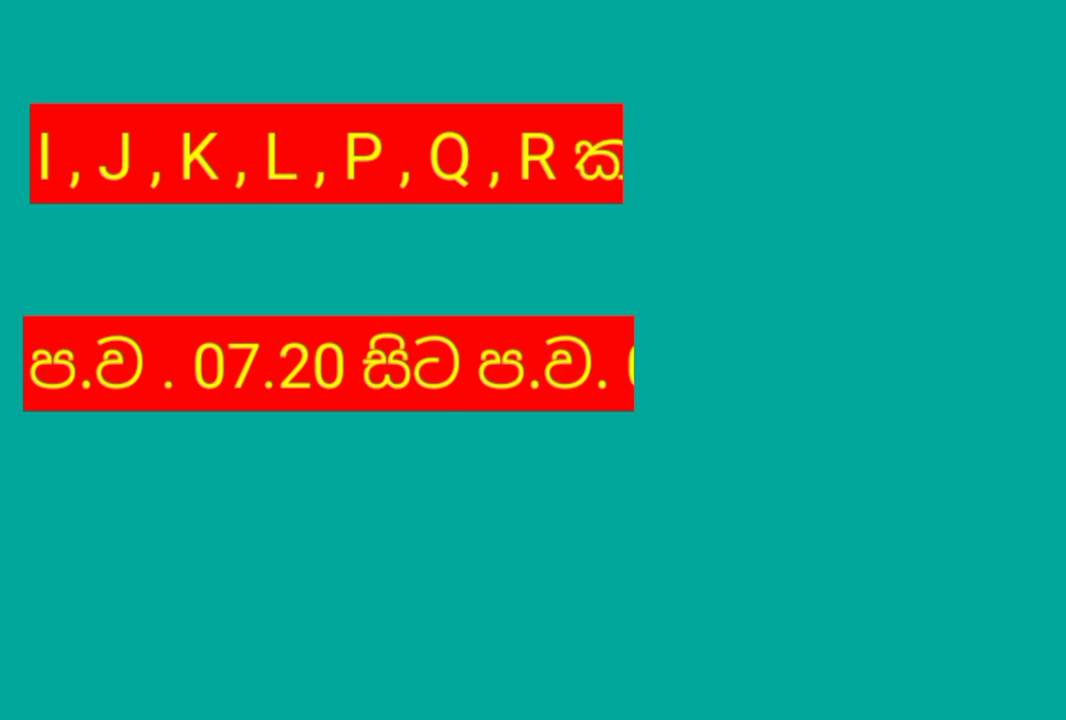 I , J , K , L , P , Q , R
ප.ව . 07.20 සිට ප.ව.